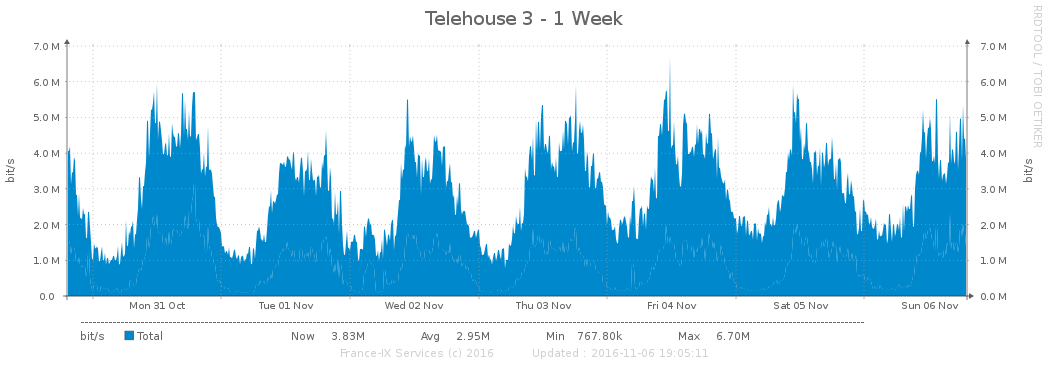 Telehouse 3 - 1 Week
RRDTOOL / TOBI OETIKER
bit/s
bit/s
7.0 M 7.0 M
6.0 M 6.0 M
5.0 M 5.0 M
4.0 M 4.0 M
3.0 M 3.0 M
2.0 M 2.0 M
1.0 M 1.0 M
0.0 0.0 M
Mon 31 Oct Tue 01 Nov Wed 02 Nov Thu 03 Nov Fri 04 Nov Sat 05 Nov Sun 06 Nov
bit/s Total Now 3.83M Avg 2.95M Min 767.80k Max 6.70M
France-IX Services (c) 2016 Updated : 2016-11-06 19:05:11